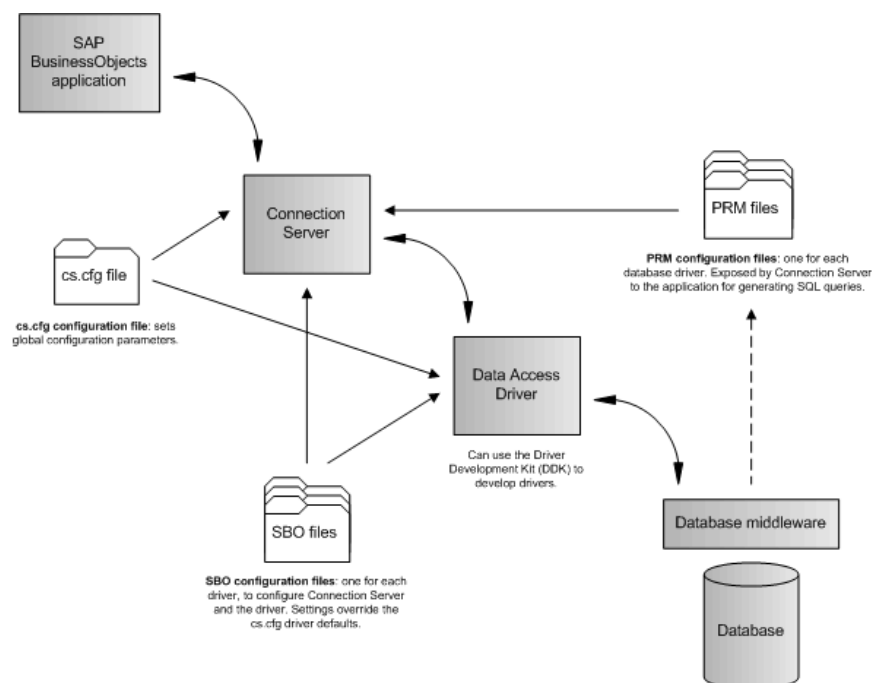 SAP
BusinessObjects
application
Connection
Server
PRM files
PRM configuration files: one for each
database driver. Exposed by Connection Server
to the application for generating SQL queries.
cs.cfg file
cs.cfg configuration file: sets
global configuration parameters.
Data Access
Driver
Can use the Driver
Development Kit (DDK) to
develop drivers.
SBO files
SBO configuration files: one for each
driver, to configure Connection Server
and the driver. Settings override the
cs.cfg driver defaults.
Database middleware
Database